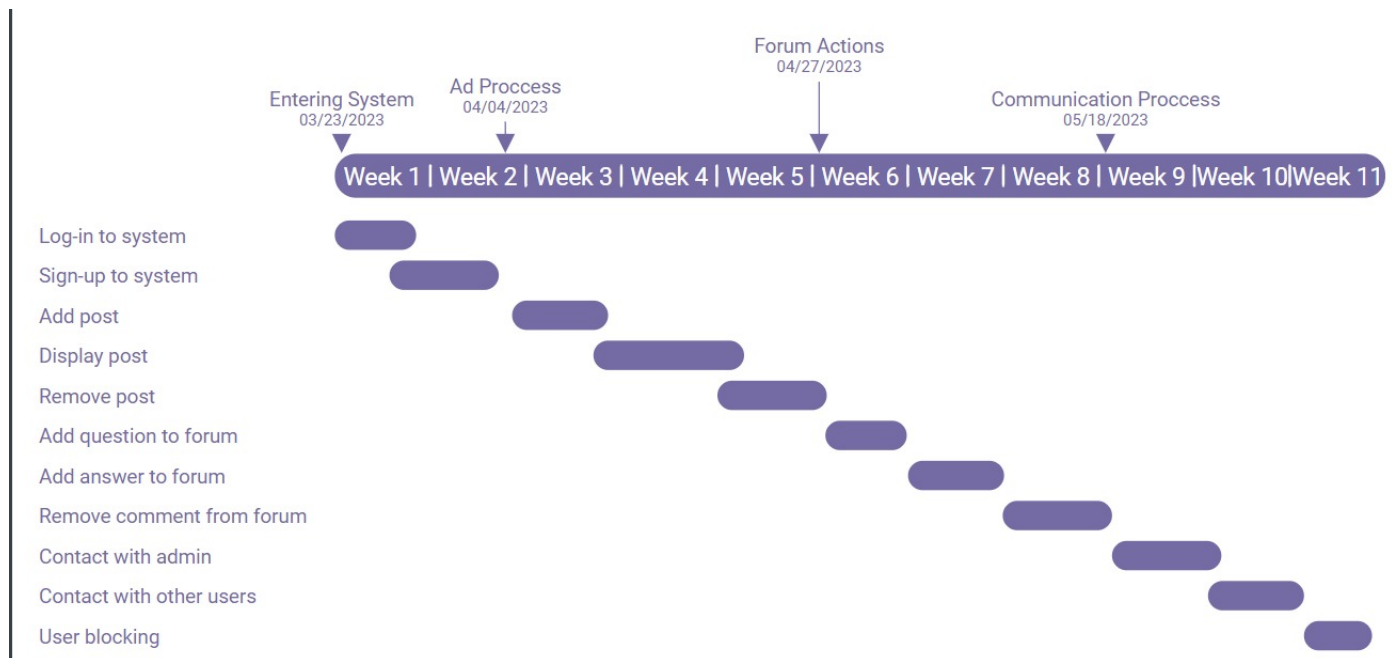 Forum Actions
04/27/2023
Ad Proccess
04/04/2023
Entering System
03/23/2023
Communication Proccess
05/18/2023
Week 1 | Week 2 | Week 3 | Week 4 | Week 5 | Week 6 | Week 7 | Week 8 | Week 9 |Week 10|Week 11
Log-in to system
Sign-up to system
Add post
Display post
Remove post
Add question to forum
Add answer to forum
Remove comment from forum
Contact with admin
Contact with other users
User blocking